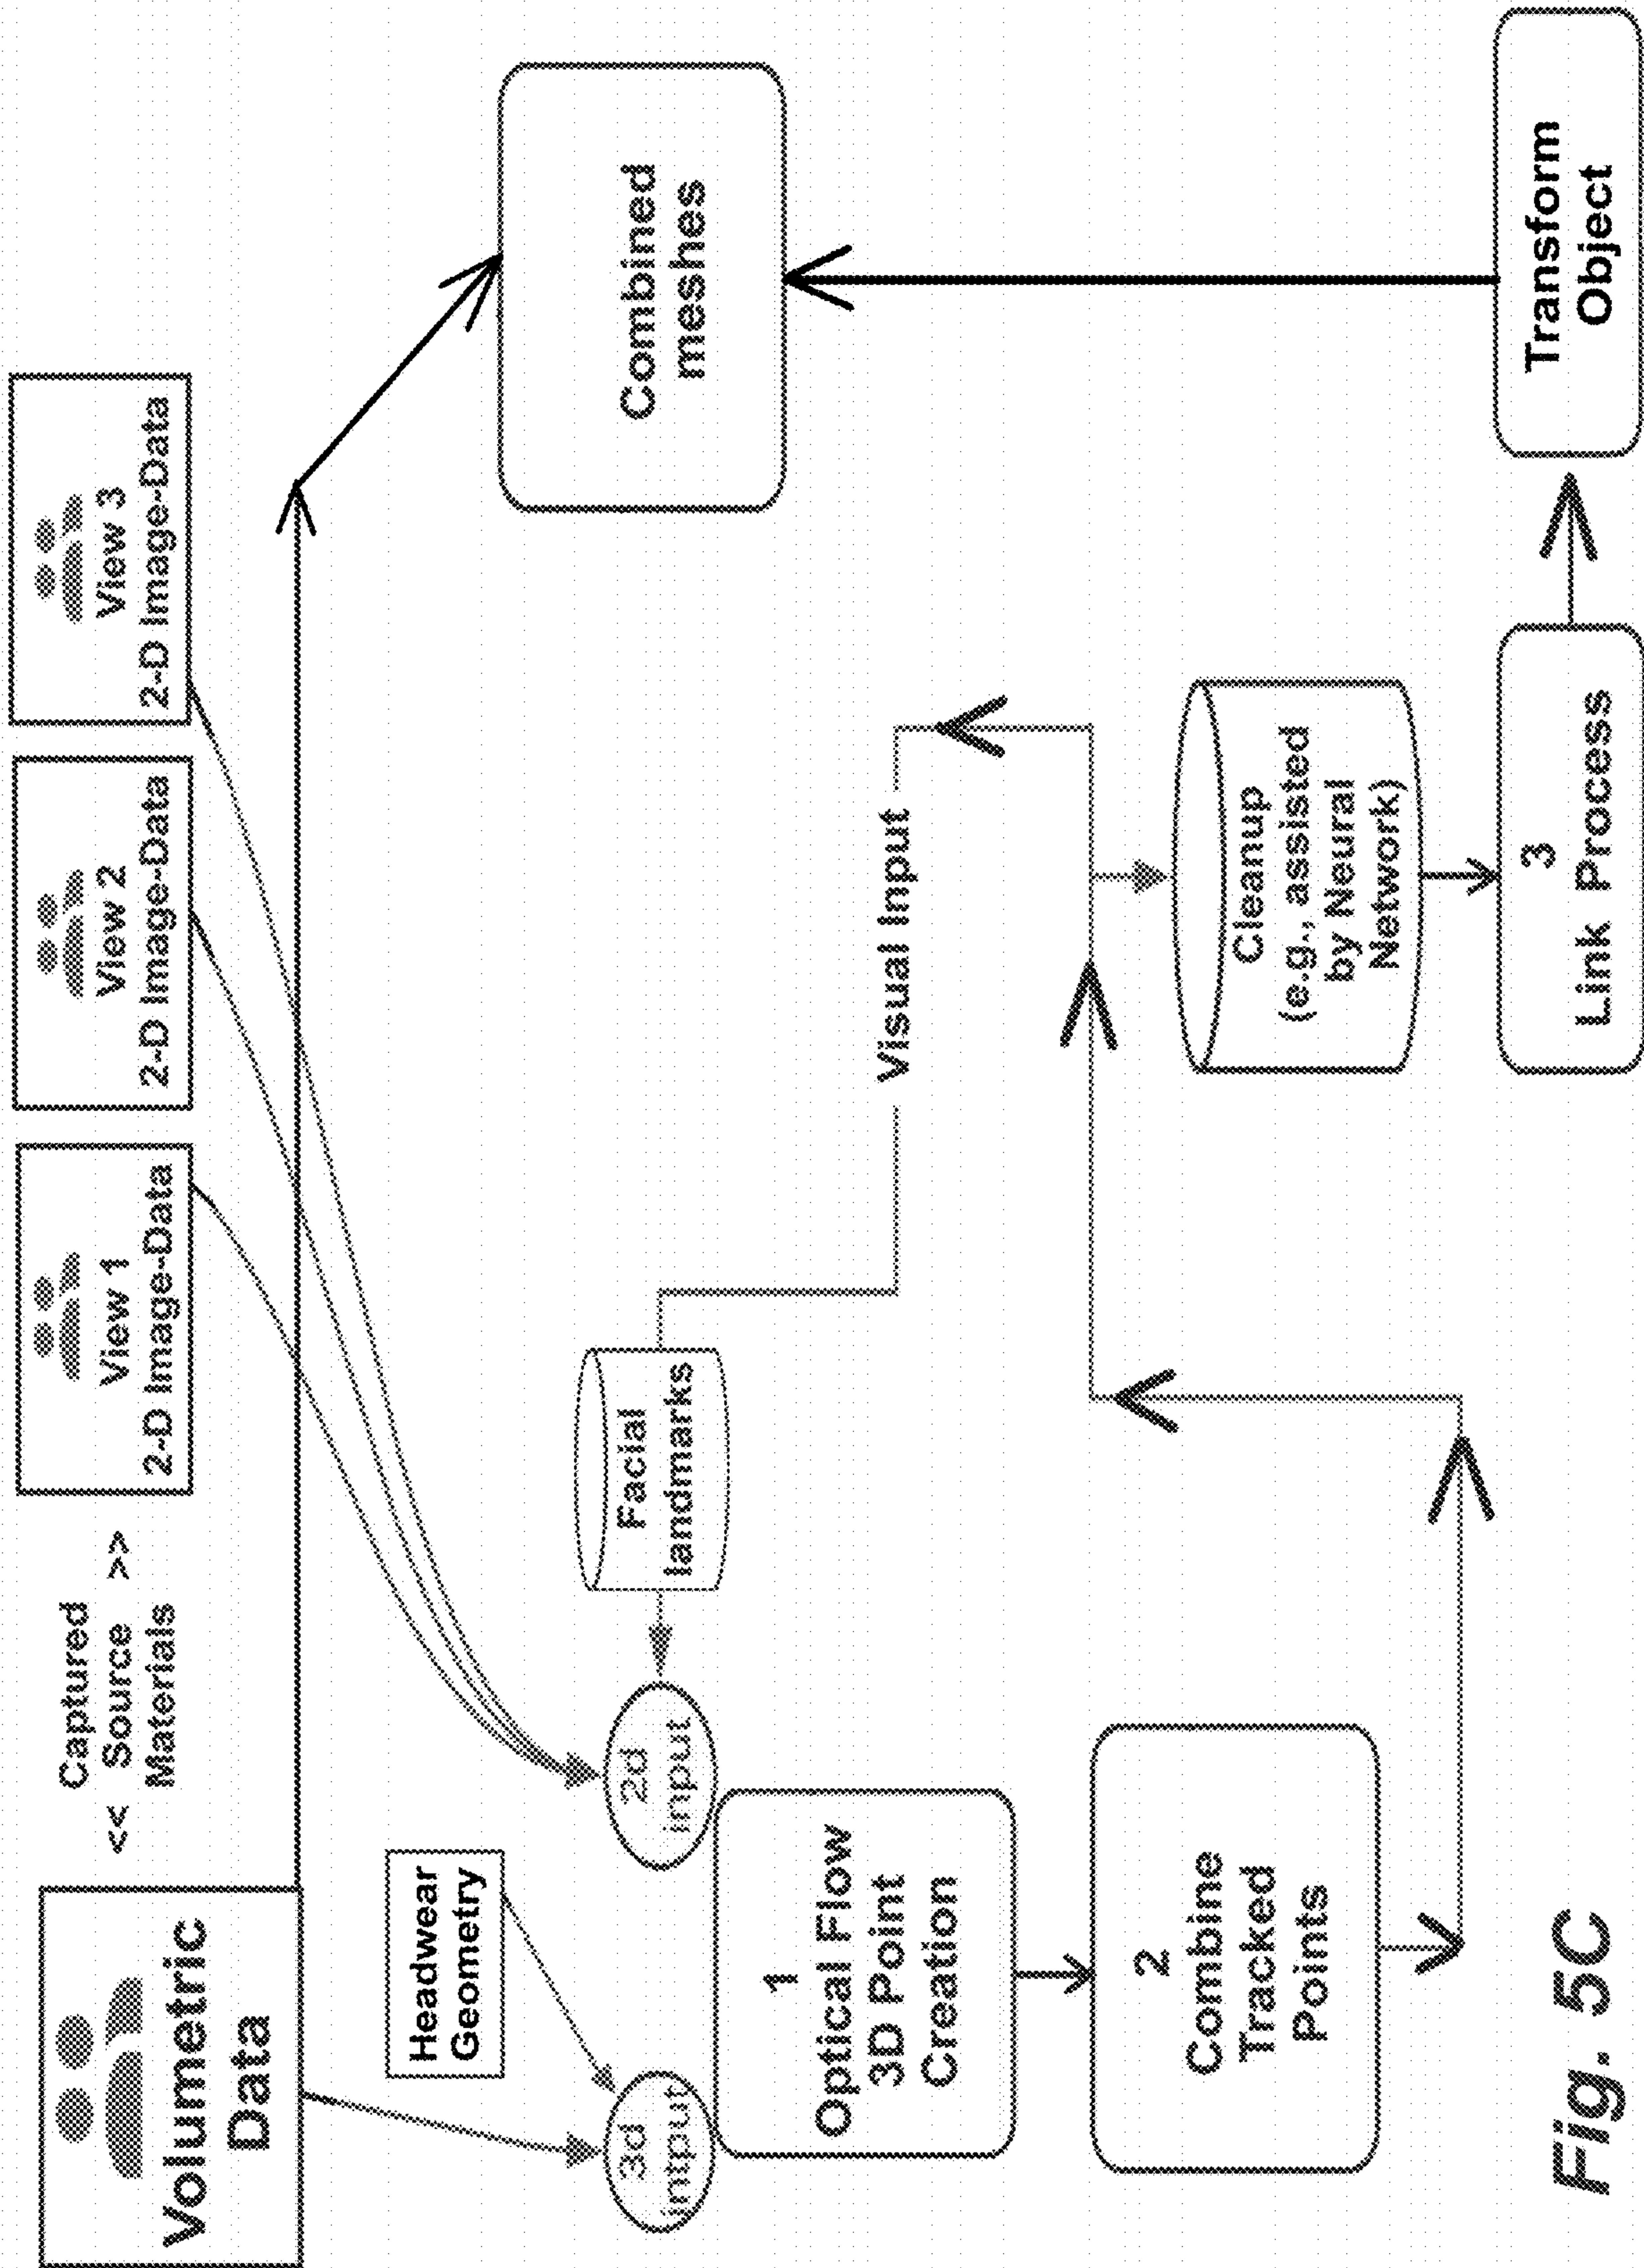 Volumetric
Data
Captured
<< Source >>
Materials
View 1
2-D Image-Data
View 2
2-D Image-Data
View 3
2-D Image-Data
Headwear
Geometry
3d
intput
2d
input
Facial
landmarks
1
Optical Flow
3D Point
Creation
2
Combine
Tracked
Points
Visual Input
Cleanup
(e.g., assisted
by Neural
Network)
3
Link Process
Combined
meshes
Transform
Object
Fig. 5C